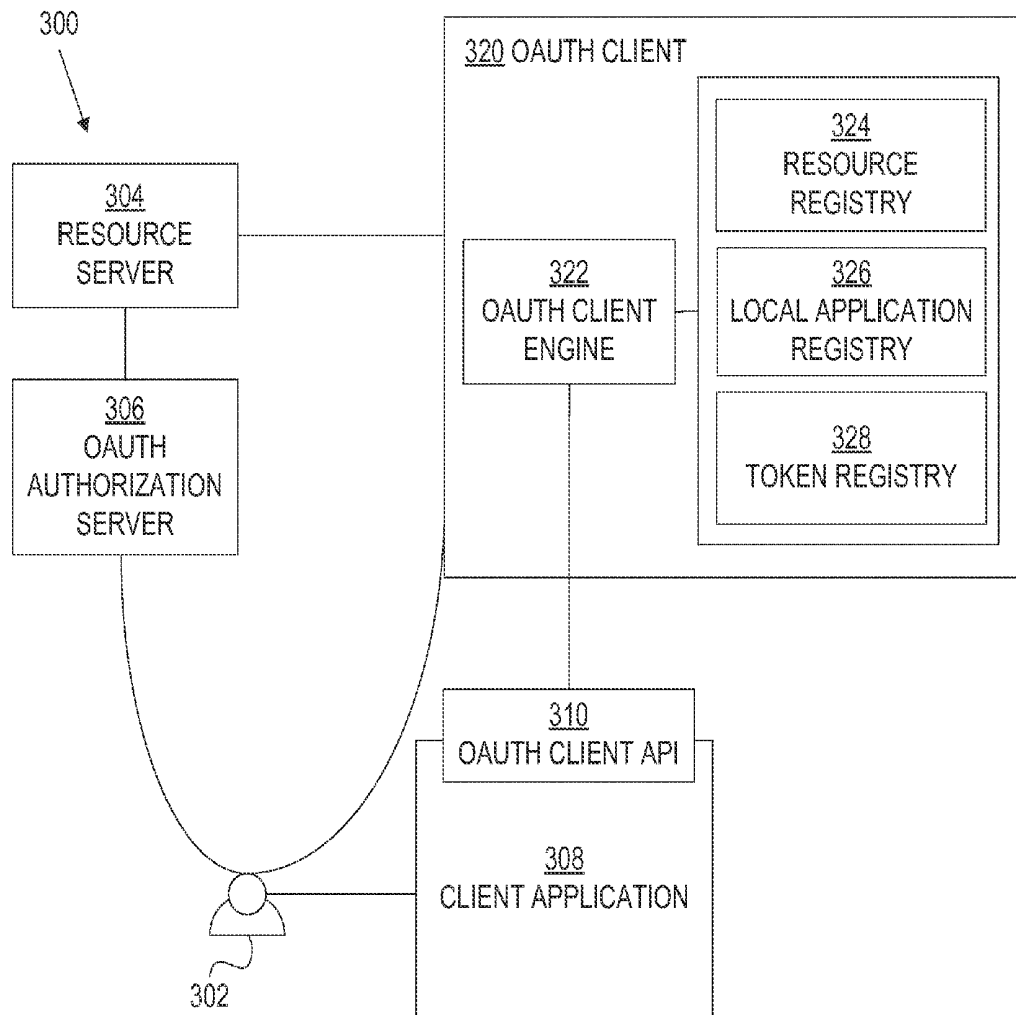 300
320 OAUTH CLIENT
324
RESOURCE
REGISTRY
304
RESOURCE
SERVER
322
OAUTH CLIENT
ENGINE
326
LOCAL APPLICATION
REGISTRY
306
OAUTH
AUTHORIZATION
SERVER
328
TOKEN REGISTRY
310
OAUTH CLIENT API
308
CLIENT APPLICATION
302